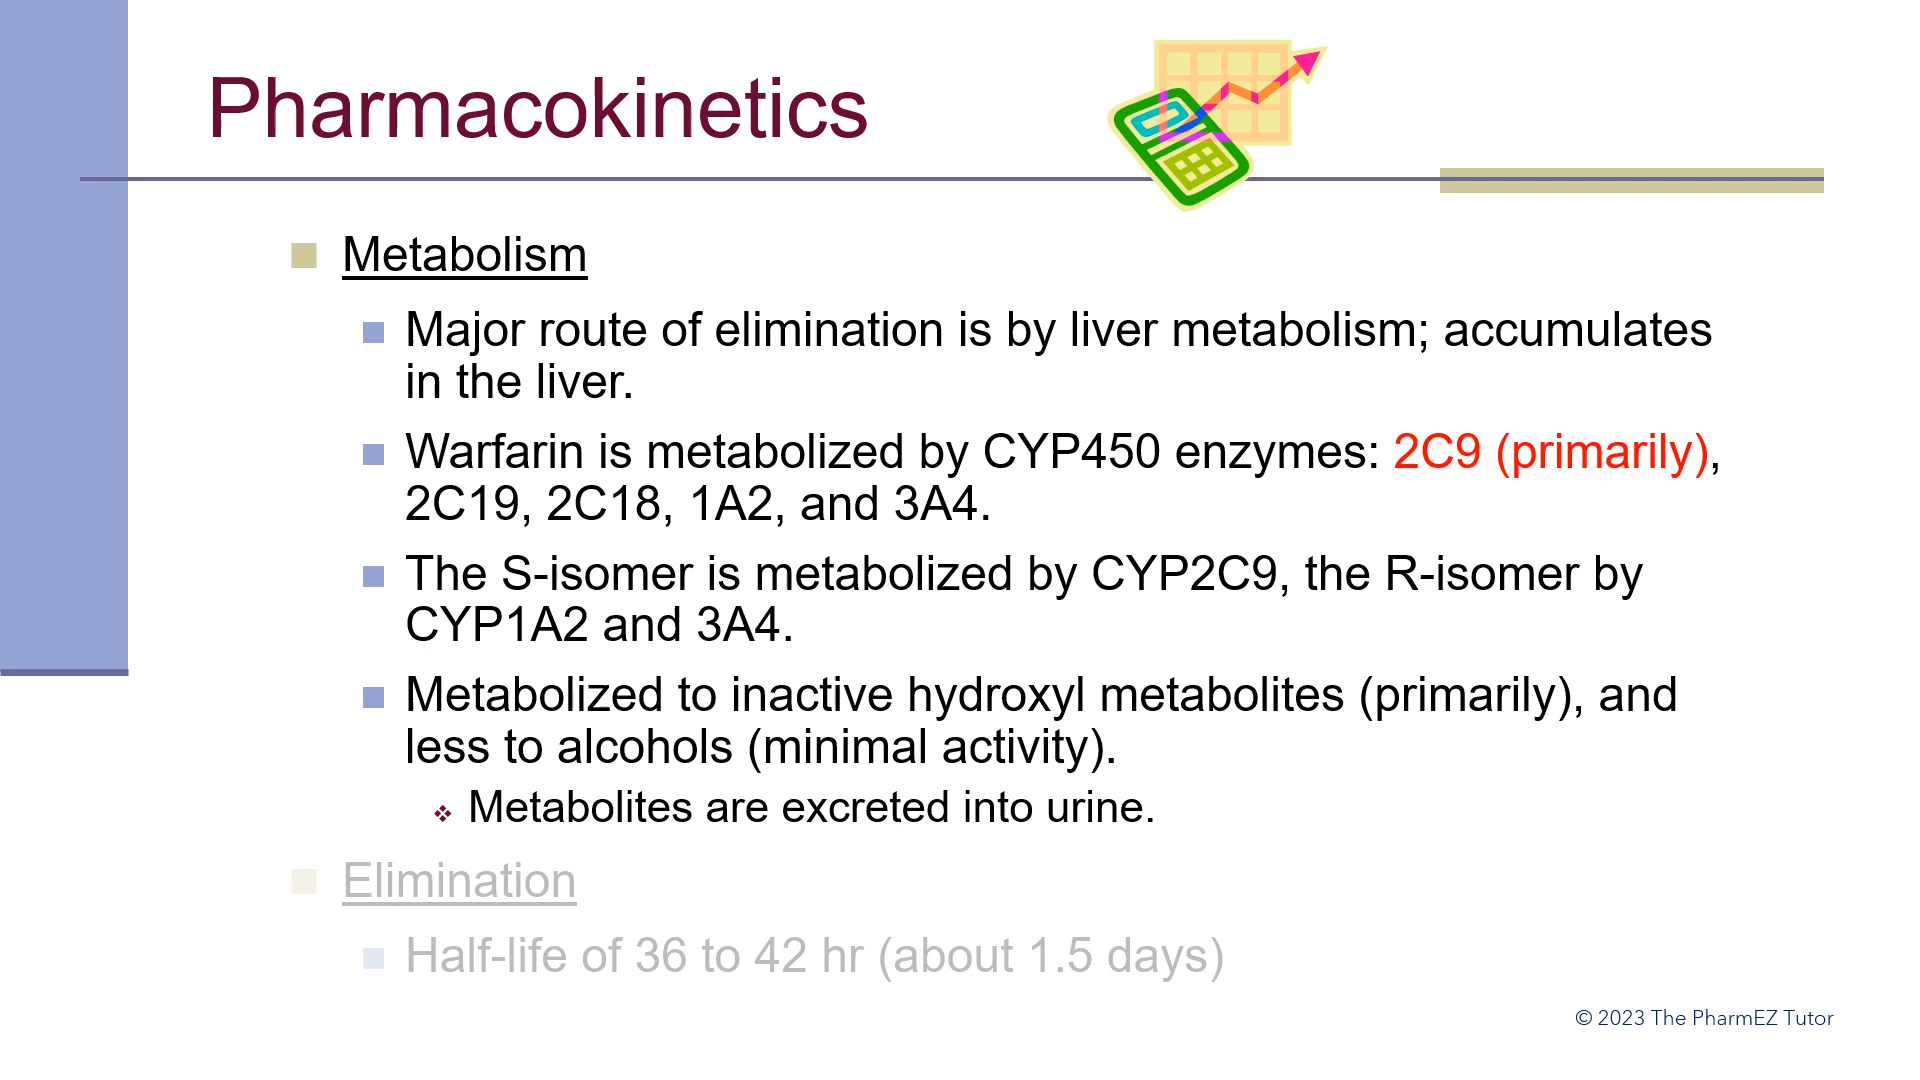 Pharmacokinetics
Metabolism
Major route of elimination is by liver metabolism; accumulates
in the liver.
Warfarin is metabolized by CYP450 enzymes: 2C9 (primarily),
2C19, 2C18, 1A2, and 3A4.
The S-isomer is metabolized by CYP2C9, the R-isomer by
CYP1A2 and 3A4.
Metabolized to inactive hydroxyl metabolites (primarily), and
less to alcohols (minimal activity).
Metabolites are excreted into urine.
Elimination
Half-life of 36 to 42 hr (about 1.5 days)
© 2023 The PharmEZ Tutor